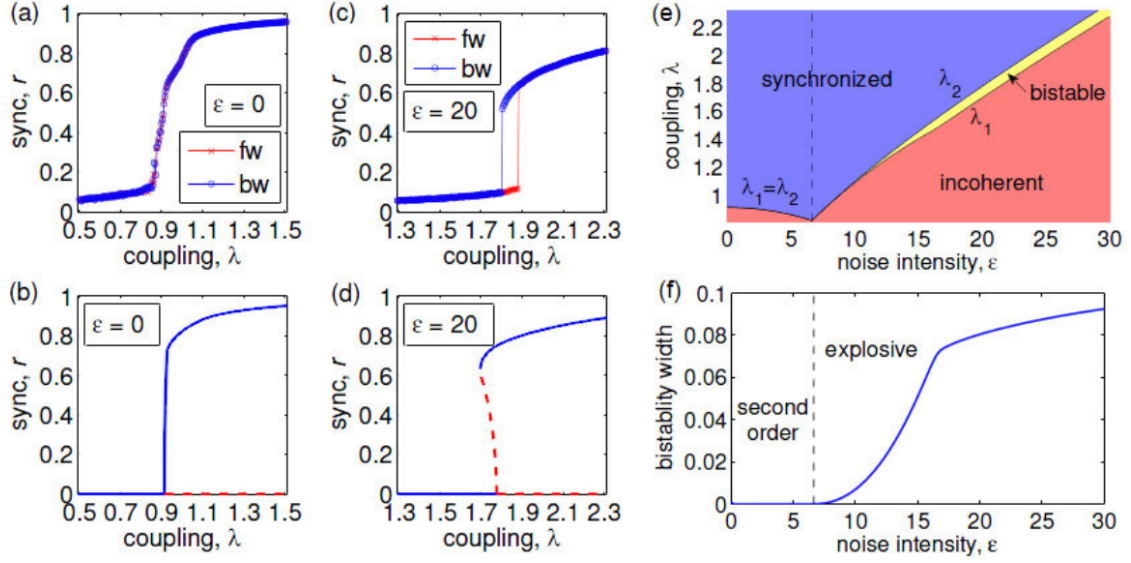 (a)
1
0.8
0.6
0.4
0.2
0
sync, r
ε = 0
fw
bw
0.5 0.7 0.9 1.1 1.3 1.5
coupling, λ
(c)
1
0.8
0.6
0.4
0.2
0
sync, r
fw
bw
ε = 20
1.3 1.5 1.7 1.9 2.1 2.3
coupling, λ
(e)
2.2
2
1.8
1.6
1.4
1.2
1
coupling, λ
synchronized
λ2
bistable
λ1
incoherent
λ1=λ2
0 5 10 15 20 25 30
noise intensity, ε
(b)
1
0.8
0.6
0.4
0.2
0
sync, r
ε = 0
0.5 0.7 0.9 1.1 1.3 1.5
coupling, λ
(d)
1
0.8
0.6
0.4
0.2
0
sync, r
ε = 20
1.3 1.5 1.7 1.9 2.1 2.3
coupling, λ
(f)
0.1
0.08
0.06
0.04
0.02
0
bistablity width
explosive
second
order
0 5 10 15 20 25 30
noise intensity, ε